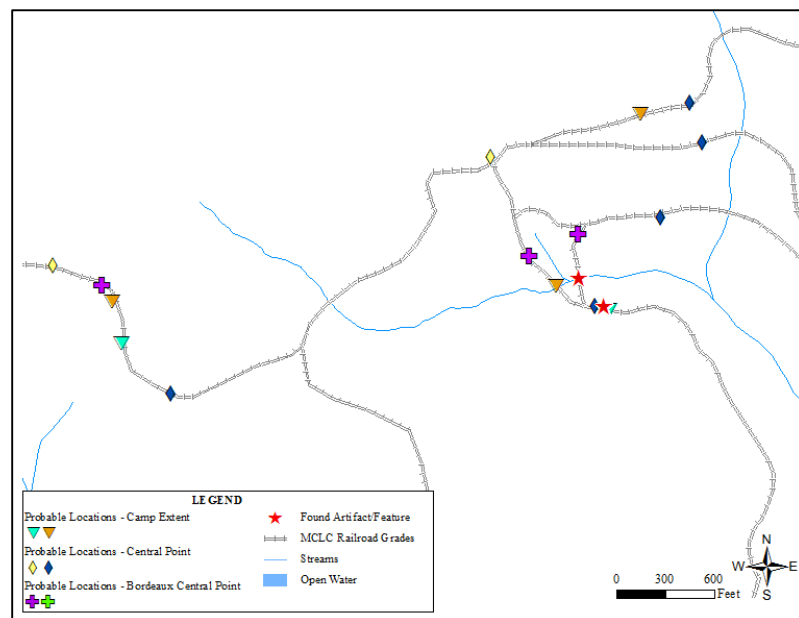 LEGEND
Probable Locations - Camp Extent
Probable Locations - Central Point
Probable Locations - Bordeaux Central Point
Found Artifact/Feature
MCLC Railroad Grades
Streams
Open Water
N
W E
S
0 300 600
Feet